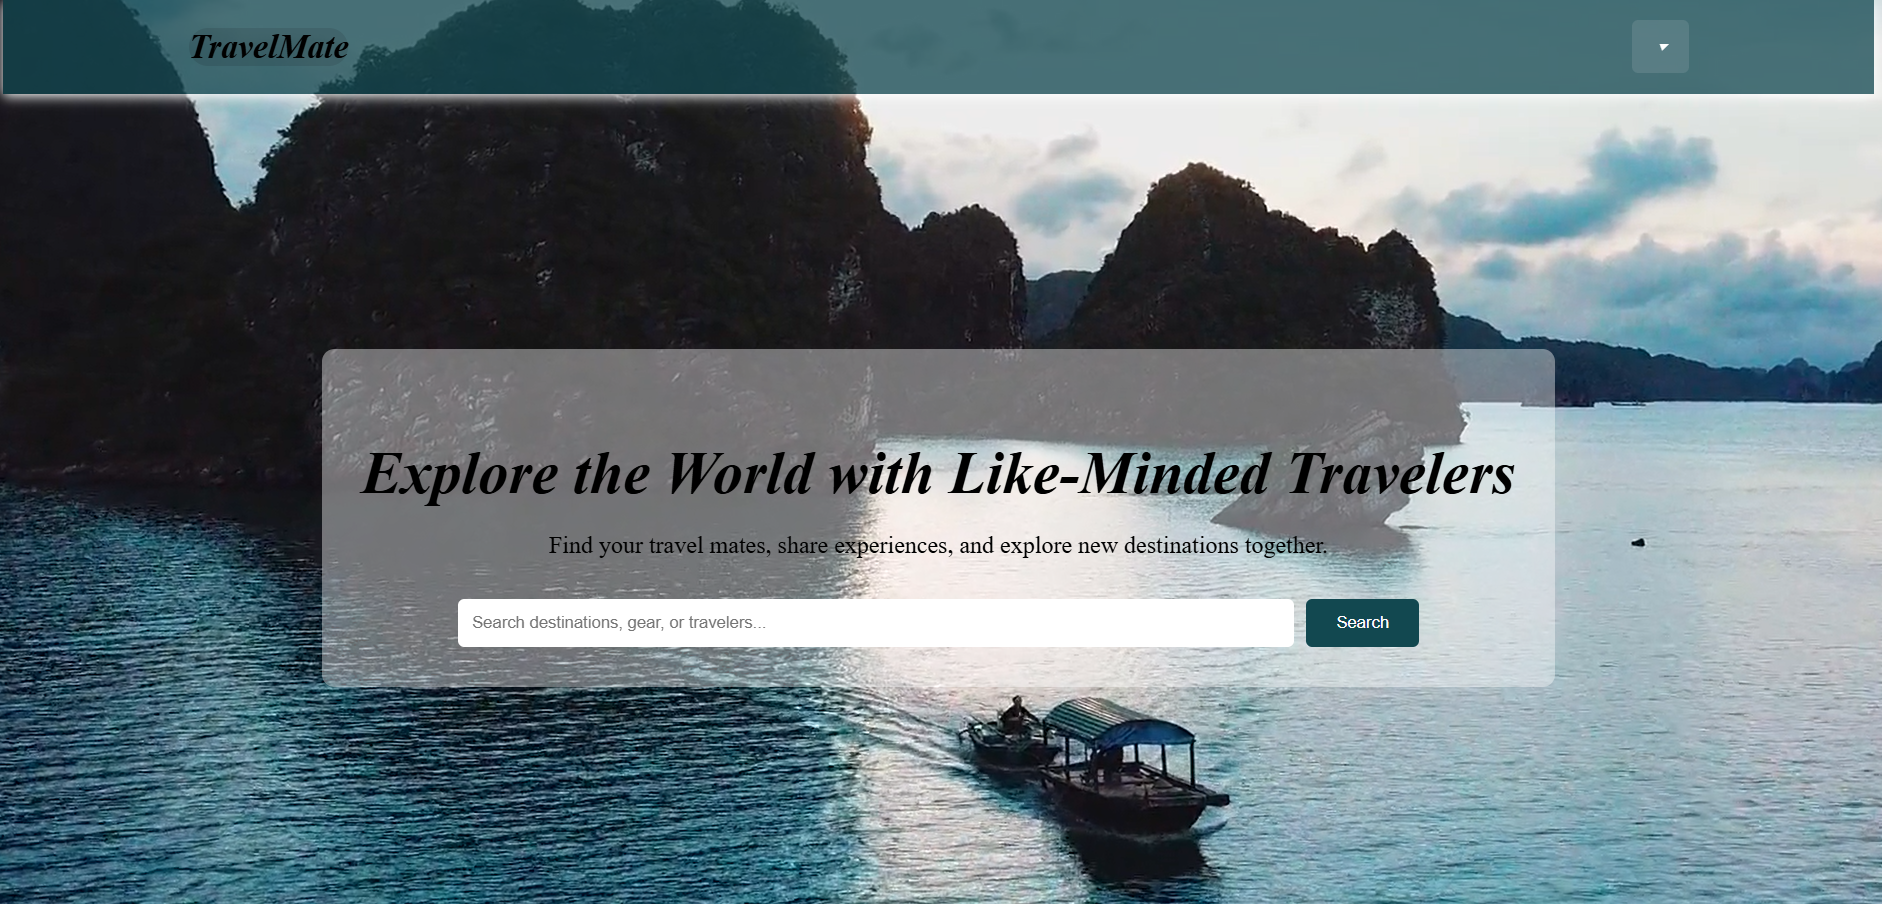 TravelMate
Explore the World with Like-Minded Travelers
Find your travel mates, share experiences, and explore new destinations together.
Search destinations, gear, or travelers...
Search